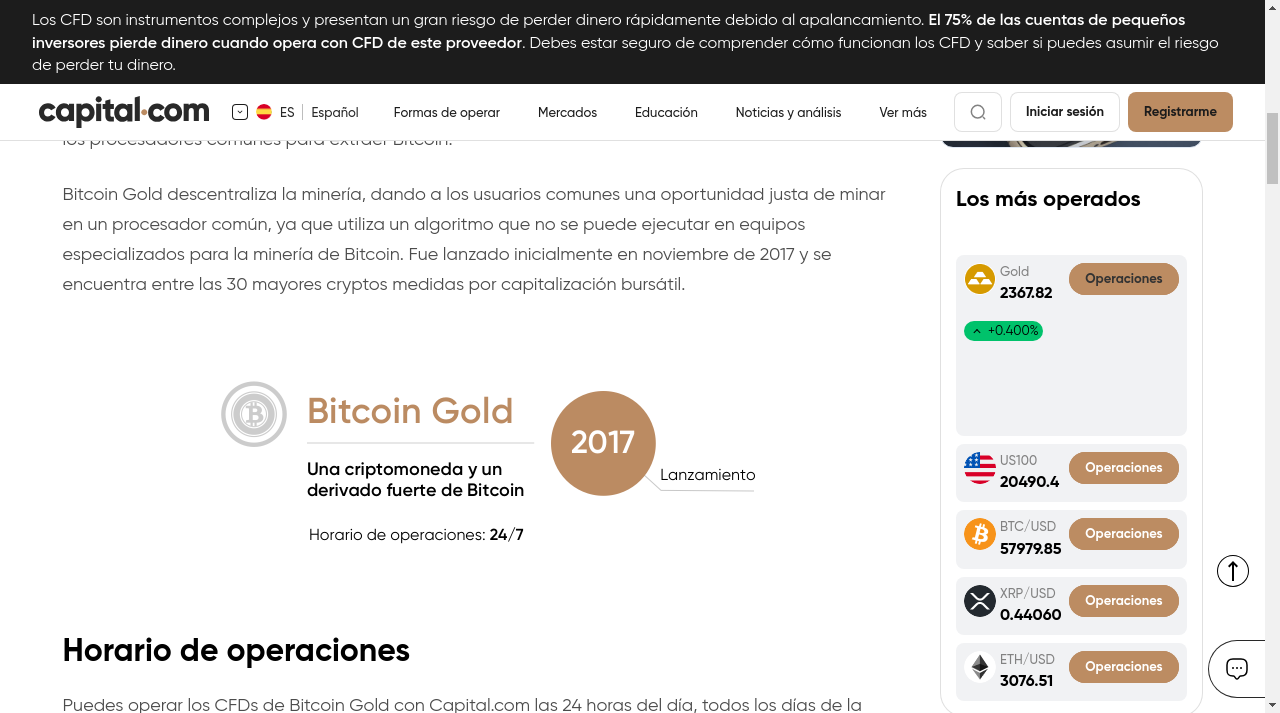 Los CFD son instrumentos complejos y presentan un gran riesgo de perder dinero rápidamente debido al apalancamiento. El 75% de las cuentas de pequeños
inversores pierde dinero cuando opera con CFD de este proveedor. Debes estar seguro de comprender cómo funcionan los CFD y saber si puedes asumir el riesgo
de perder tu dinero.
capital.com
ES
Español
Formas de operar
Mercados
Educación
Noticias y análisis
Ver más
Iniciar sesión
Registrarme
los procesadores comunes para extraer Bitcoin.
Bitcoin Gold descentraliza la minería, dando a los usuarios comunes una oportunidad justa de minar
en un procesador común, ya que utiliza un algoritmo que no se puede ejecutar en equipos
especializados para la minería de Bitcoin. Fue lanzado inicialmente en noviembre de 2017 y se
encuentra entre las 30 mayores cryptos medidas por capitalización bursátil.
Bitcoin Gold
Una criptomoneda y un
derivado fuerte de Bitcoin
Horario de operaciones: 24/7
2017
Lanzamiento
Horario de operaciones
Puedes operar los CFDs de Bitcoin Gold con Capital.com las 24 horas del día, todos los días de la
Los más operados
Gold
2367.82
Operaciones
+0.400%
US100
20490.4
Operaciones
BTC/USD
57979.85
Operaciones
XRP/USD
0.44060
Operaciones
ETH/USD
3076.51
Operaciones